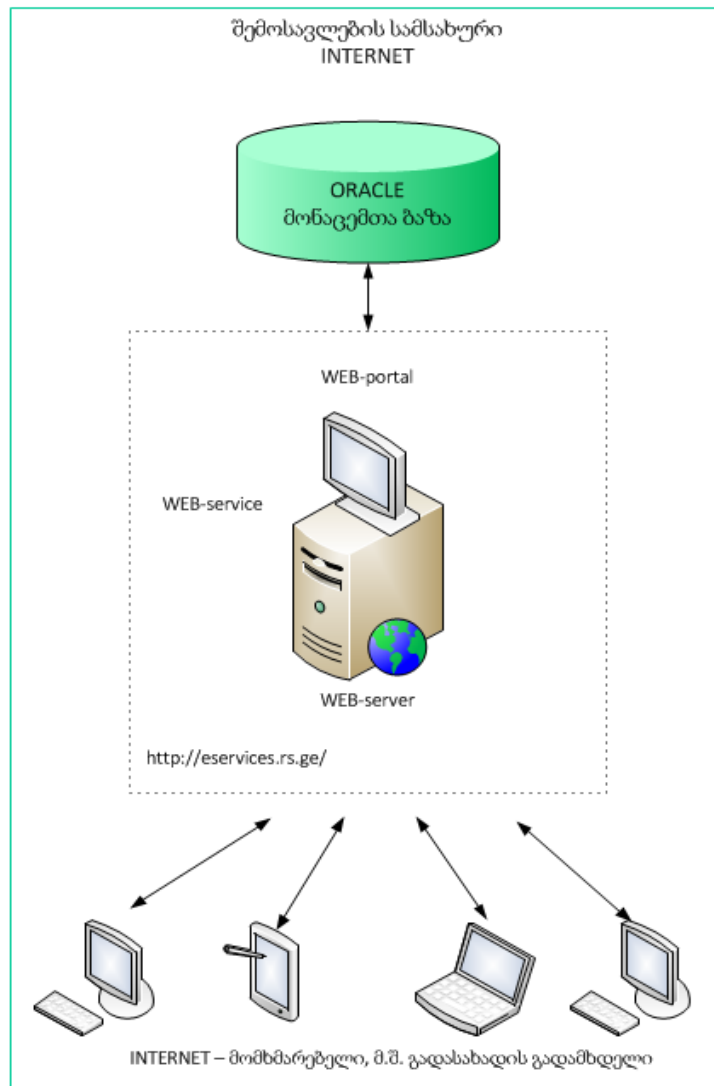 შემოსავლების სამსახური
INTERNET
ORACLE
მონაცემთა ბაზა
WEB-portal
WEB-service
WEB-server
http://eservices.rs.ge/
INTERNET – მომხმარებელი, მ.შ. გადასახადის გადამხდელი